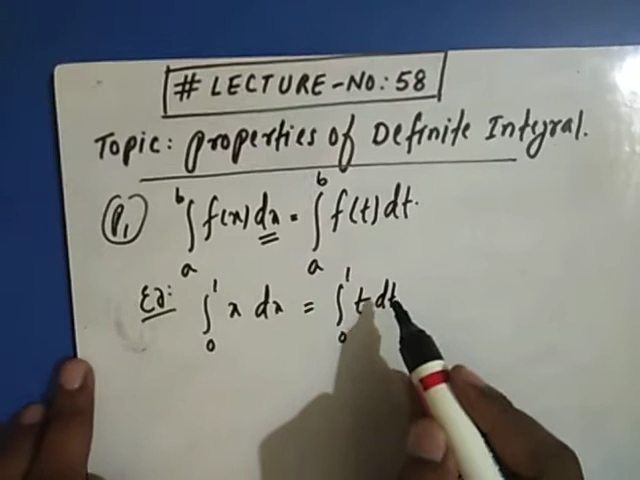 # LECTURE-NO: 58
Topic: Properties of Definite Integral.
P₁ ∫ₐᵇ f(x) dx = ∫ₐᵇ f(t) dt.
Ex: ∫₀¹ x dx = ∫₀¹ t dt